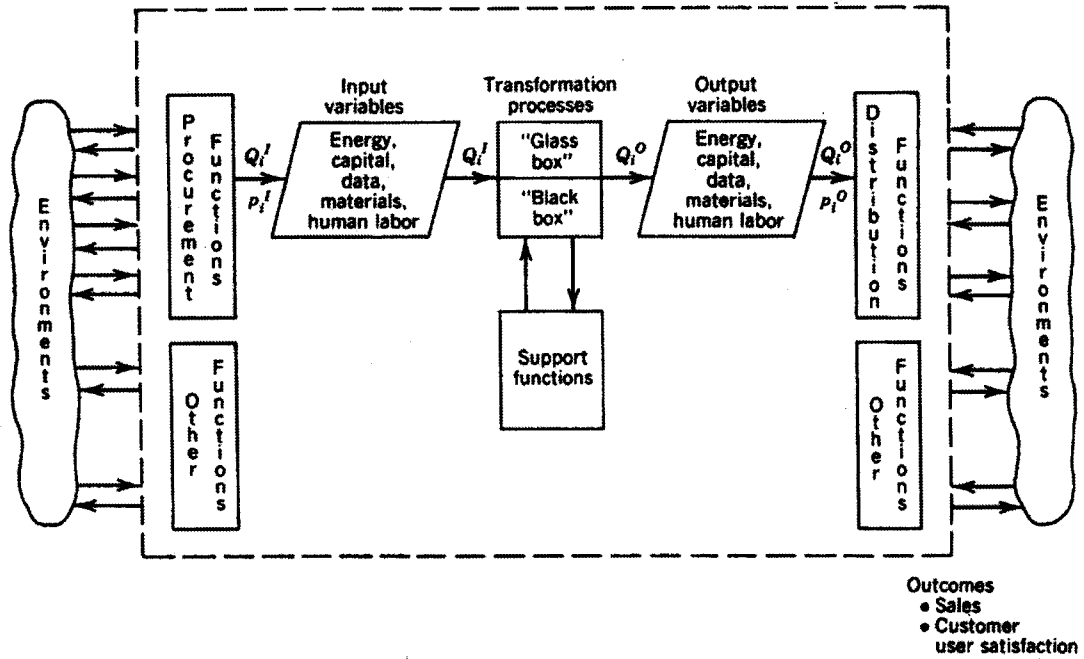 Environments
Procurement
Functions
Other
Functions
Q_i^I
P_i^I
Input
variables
Energy,
capital,
data,
materials,
human labor
Q_i^I
Transformation
processes
"Glass
box"
"Black
box"
Support
functions
Q_i^O
Output
variables
Energy,
capital,
data,
materials,
human labor
Q_i^O
P_i^O
Distribution
Functions
Other
Functions
Environments
Outcomes
• Sales
• Customer
user satisfaction